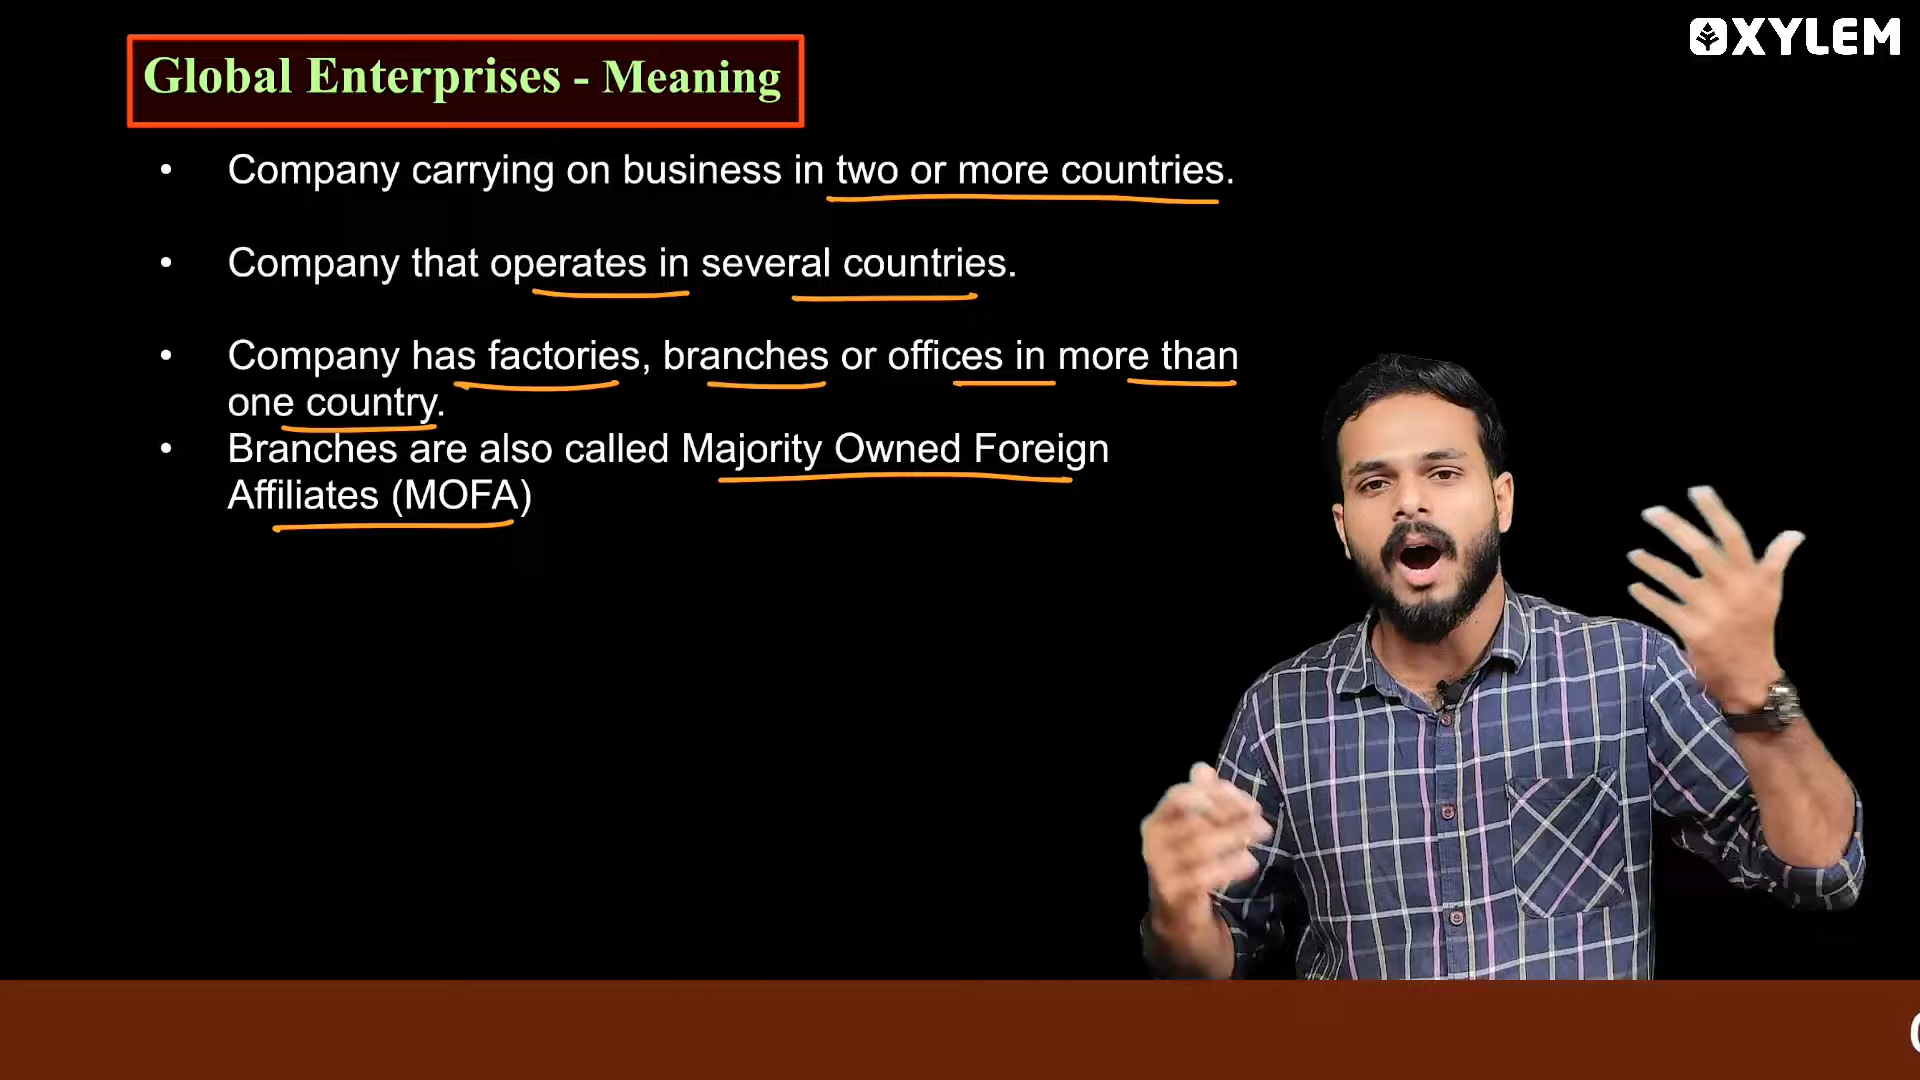 XYLEM
Global Enterprises - Meaning
• Company carrying on business in two or more countries.
• Company that operates in several countries.
• Company has factories, branches or offices in more than
one country.
• Branches are also called Majority Owned Foreign
Affiliates (MOFA)